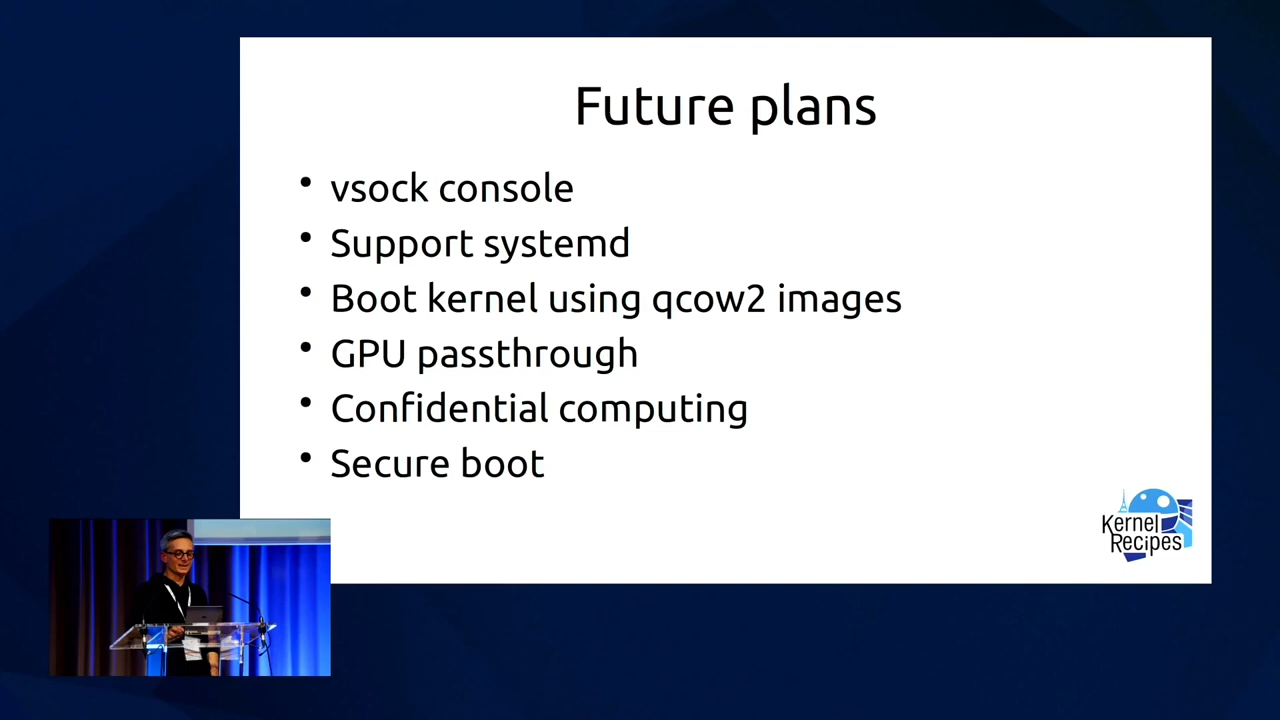 Future plans
• vsock console
• Support systemd
• Boot kernel using qcow2 images
• GPU passthrough
• Confidential computing
• Secure boot
Kernel
Recipes